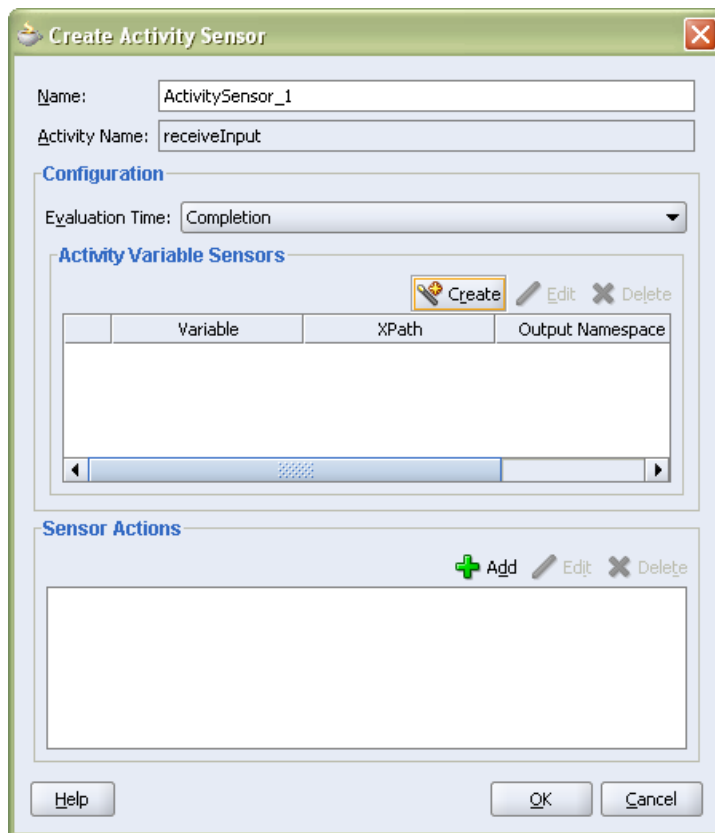 Create Activity Sensor
Name: ActivitySensor_1
Activity Name: receiveInput
Configuration
Evaluation Time: Completion
Activity Variable Sensors
Create Edit Delete
Variable XPath Output Namespace
Sensor Actions
Add Edit Delete
Help OK Cancel